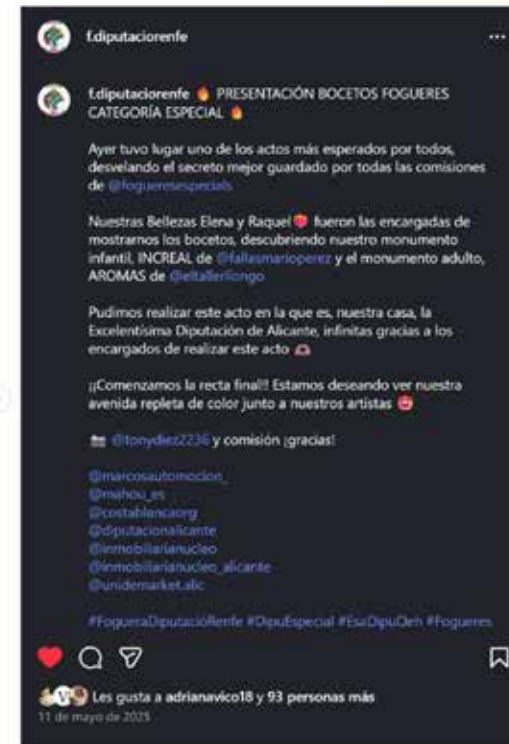 f.diputaciorenfe
f.diputaciorenfe 🔥 PRESENTACIÓN BOCETOS FOGUERES
CATEGORÍA ESPECIAL 🔥
Ayer tuvo lugar uno de los actos más esperados por todos,
desvelando el secreto mejor guardado por todas las comisiones
de @fogueresespecials
Nuestras Bellezas Elena y Raquel fueron las encargadas de
mostrarnos los bocetos, descubriendo nuestro monumento
infantil, INCREAL de @fallasmarioperez y el monumento adulto,
AROMAS de @eltallerllongo
Pudimos realizar este acto en la que es, nuestra casa, la
Excelentísima Diputación de Alicante, infinitas gracias a los
encargados de realizar este acto 🫶🏻
¡¡Comenzamos la recta final!! Estamos deseando ver nuestra
avenida repleta de color junto a nuestros artistas 🤩
📷 @tonydiez2236 y comisión ¡gracias!
@marcosautomocion_
@mahou_es
@costablancaorg
@diputacionalicante
@inmobiliarianucleo
@inmobiliarianucleo_alicante
@unidemarket.alic
#FogueraDiputacióRenfe #DipuEspecial #EsaDipuOeh #Fogueres
Les gusta a adrianavico18 y 93 personas más
11 de mayo de 2025